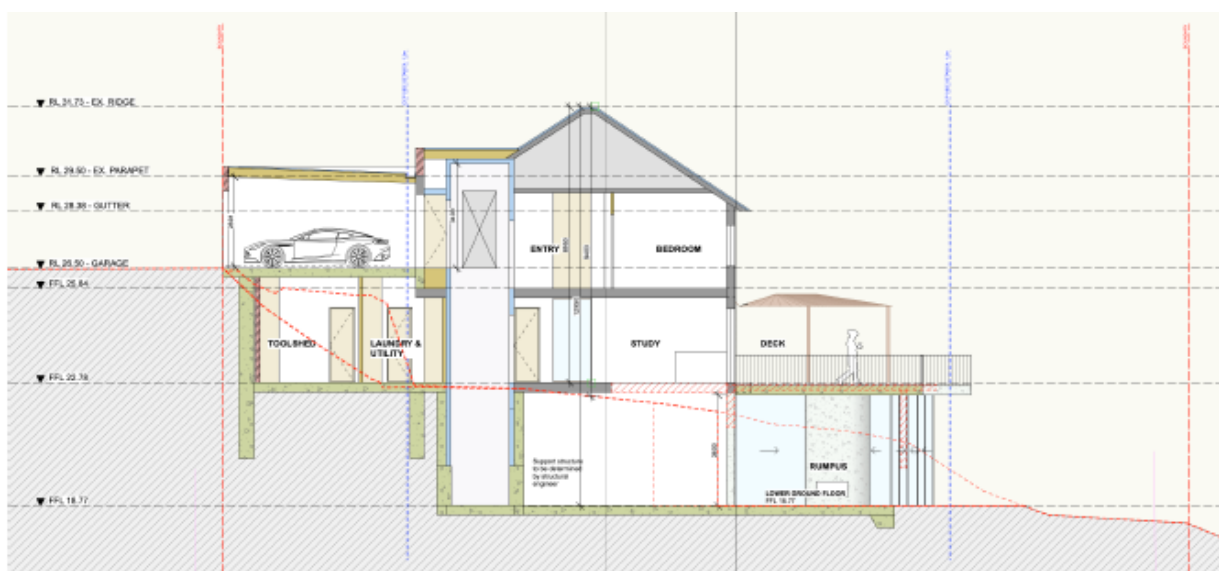 RL 31.73 - EX. RIDGE
RL 29.50 - EX. PARAPET
RL 28.38 - GUTTER
ENTRY
BEDROOM
RL 26.50 - GARAGE
FFL 25.84
TOOLSHED
LAUNDRY &
UTILITY
STUDY
DECK
FFL 22.78
Support structure
to be determined
by structural
engineer
RUMPUS
LOWER GROUND FLOOR
FFL 18.77
FFL 18.77